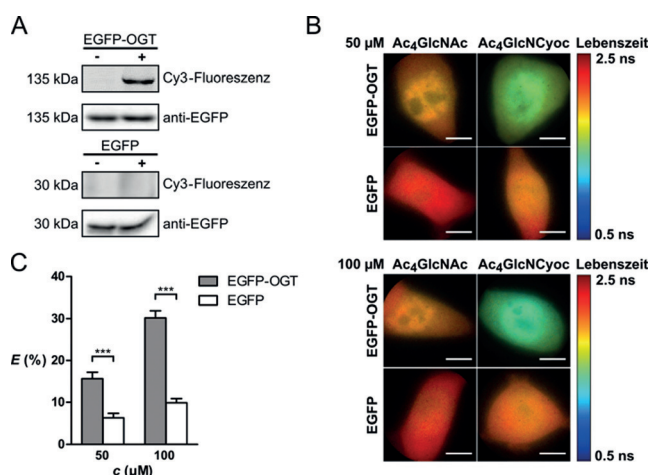 A
EGFP-OGT
- +
135 kDa Cy3-Fluoreszenz
135 kDa anti-EGFP
EGFP
- +
30 kDa Cy3-Fluoreszenz
30 kDa anti-EGFP
B
50 µM Ac4GlcNAc Ac4GlcNCyoc Lebenszeit
EGFP-OGT
EGFP
2.5 ns
0.5 ns
100 µM Ac4GlcNAc Ac4GlcNCyoc Lebenszeit
EGFP-OGT
EGFP
2.5 ns
0.5 ns
C
EGFP-OGT
EGFP
E (%)
40
30
20
10
0
***
***
50 100
c (µM)